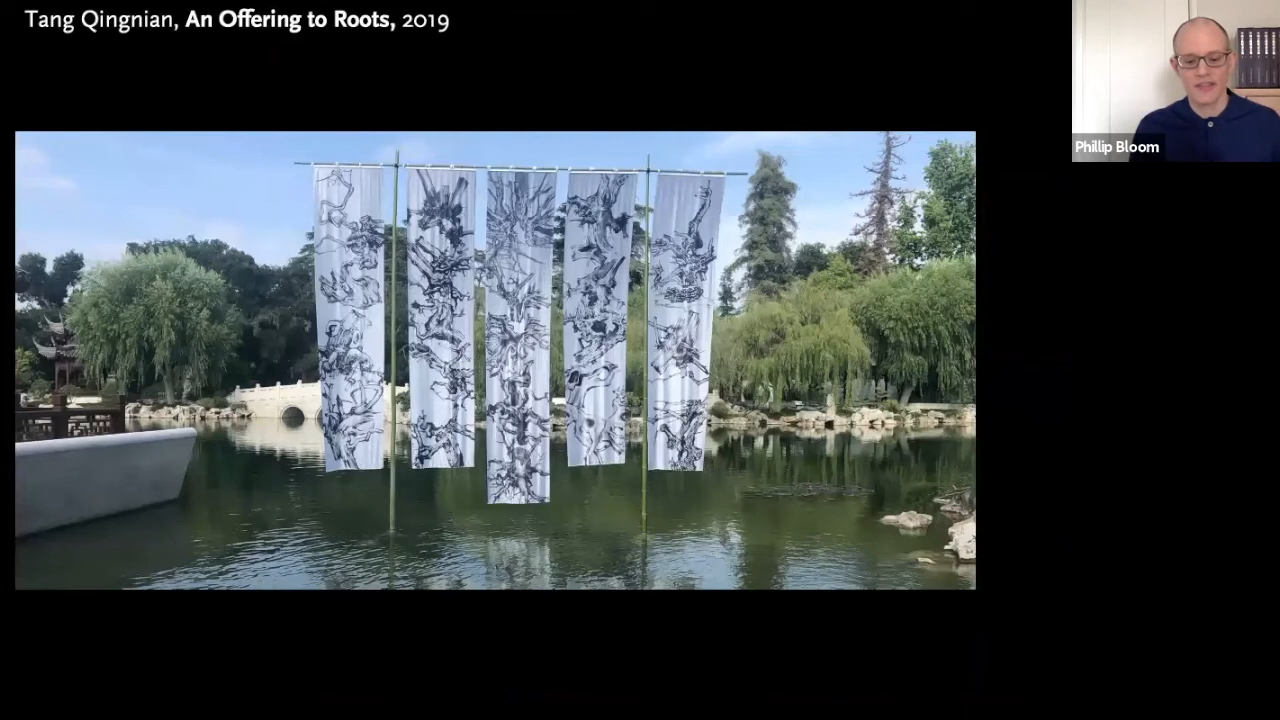 Tang Qingnian, An Offering to Roots, 2019
Phillip Bloom